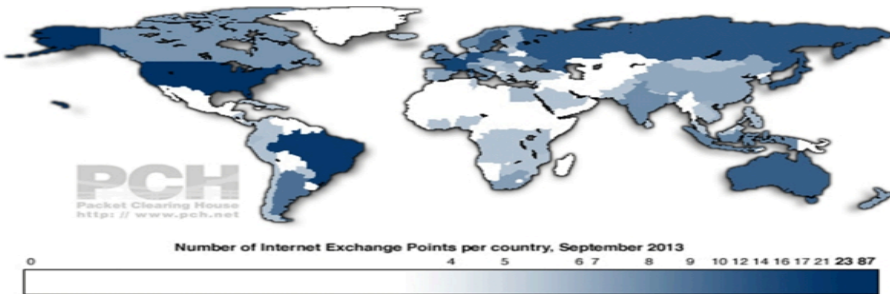 PCH
Packet Clearing House
http: // www.pch.net
Number of Internet Exchange Points per country, September 2013
0 4 5 6 7 8 9 10 12 14 16 17 21 23 87